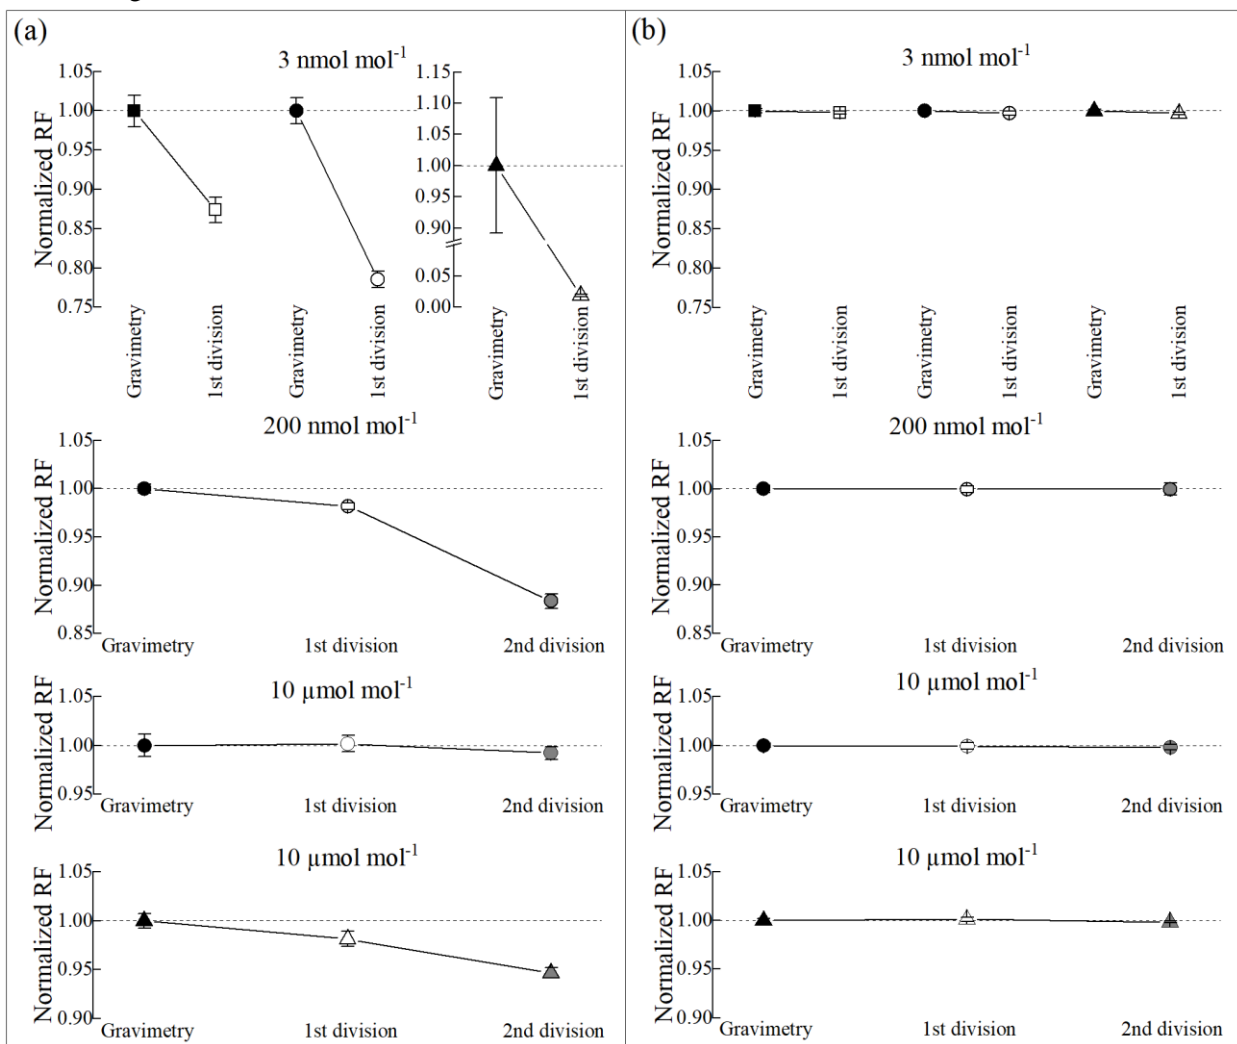 (a)
3 nmol mol⁻¹
Normalized RF
1.05
1.00
0.95
0.90
0.85
0.80
0.75
1.15
1.10
1.05
1.00
0.95
0.90
0.05
0.00
Gravimetry
1st division
Gravimetry
1st division
Gravimetry
1st division
200 nmol mol⁻¹
Normalized RF
1.05
1.00
0.95
0.90
0.85
Gravimetry
1st division
2nd division
10 µmol mol⁻¹
Normalized RF
1.05
1.00
0.95
Gravimetry
1st division
2nd division
10 µmol mol⁻¹
Normalized RF
1.05
1.00
0.95
0.90
Gravimetry
1st division
2nd division
(b)
3 nmol mol⁻¹
Normalized RF
1.05
1.00
0.95
0.90
0.85
0.80
0.75
Gravimetry
1st division
Gravimetry
1st division
Gravimetry
1st division
200 nmol mol⁻¹
Normalized RF
1.05
1.00
0.95
0.90
0.85
Gravimetry
1st division
2nd division
10 µmol mol⁻¹
Normalized RF
1.05
1.00
0.95
Gravimetry
1st division
2nd division
10 µmol mol⁻¹
Normalized RF
1.05
1.00
0.95
0.90
Gravimetry
1st division
2nd division